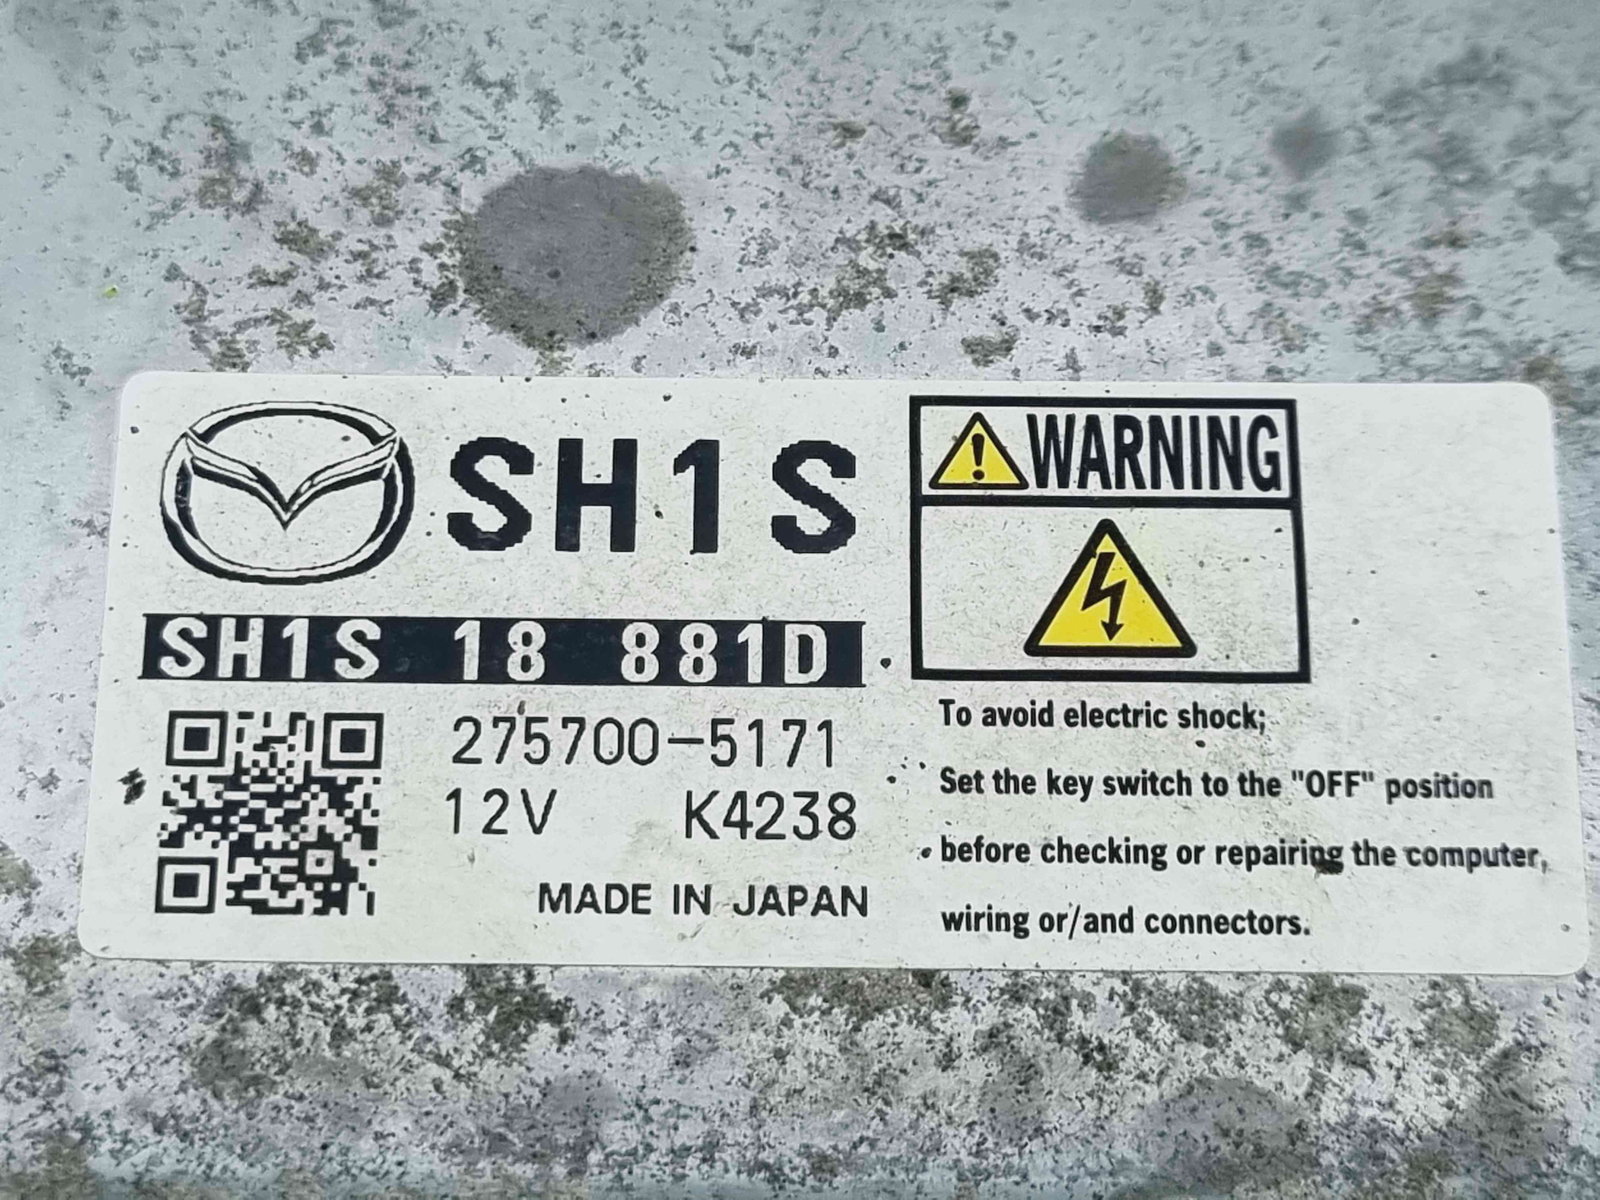 SH1S
SH1S 18 881D
275700-5171
12V K4238
MADE IN JAPAN
WARNING
To avoid electric shock;
Set the key switch to the "OFF" position
before checking or repairing the computer,
wiring or/and connectors.